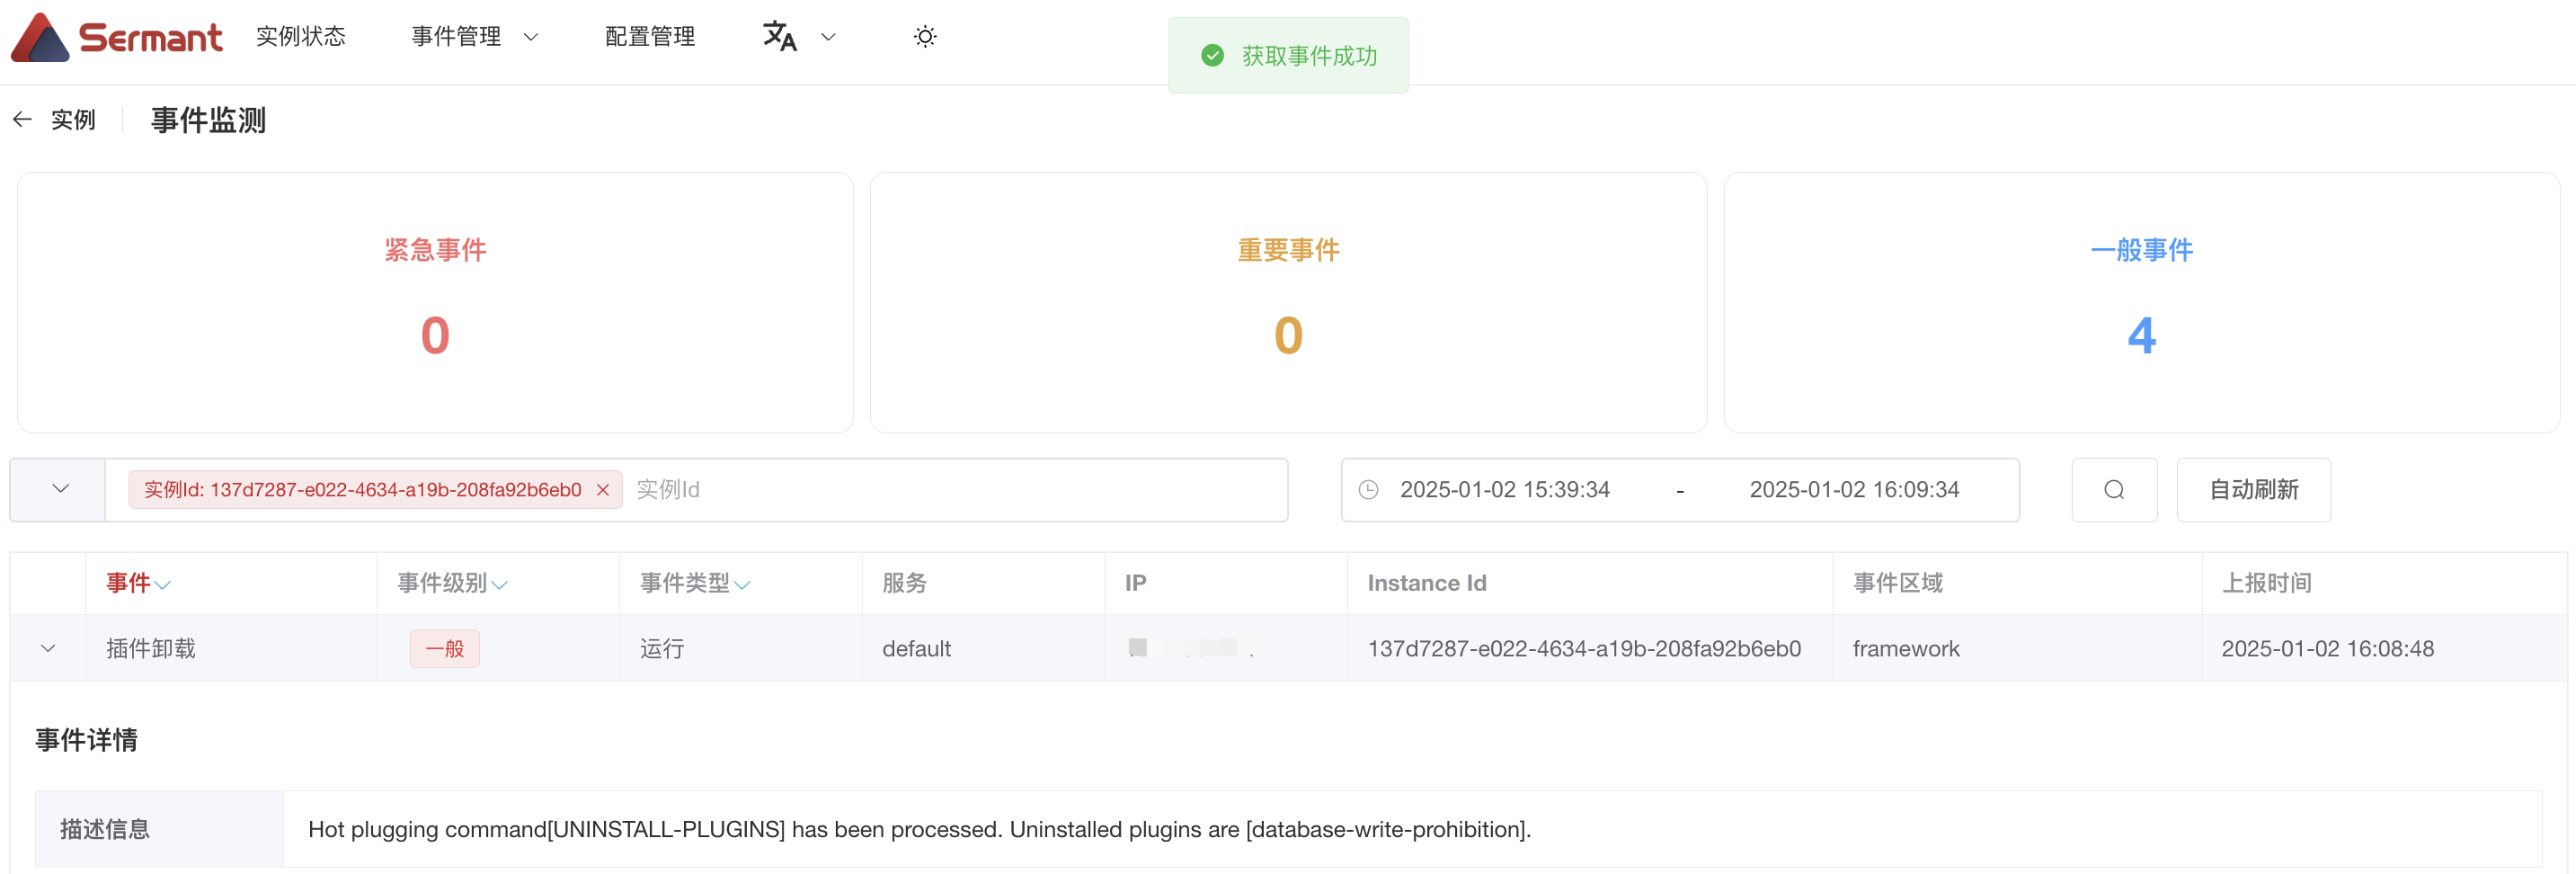 Sermant 实例状态 事件管理 配置管理 文A 获取事件成功
实例 事件监测
紧急事件 重要事件 一般事件
0 0 4
实例Id: 137d7287-e022-4634-a19b-208fa92b6eb0 × 实例Id 2025-01-02 15:39:34 - 2025-01-02 16:09:34 自动刷新
事件 事件级别 事件类型 服务 IP Instance Id 事件区域 上报时间
插件卸载 一般 运行 default 137d7287-e022-4634-a19b-208fa92b6eb0 framework 2025-01-02 16:08:48
事件详情
描述信息 Hot plugging command[UNINSTALL-PLUGINS] has been processed. Uninstalled plugins are [database-write-prohibition].